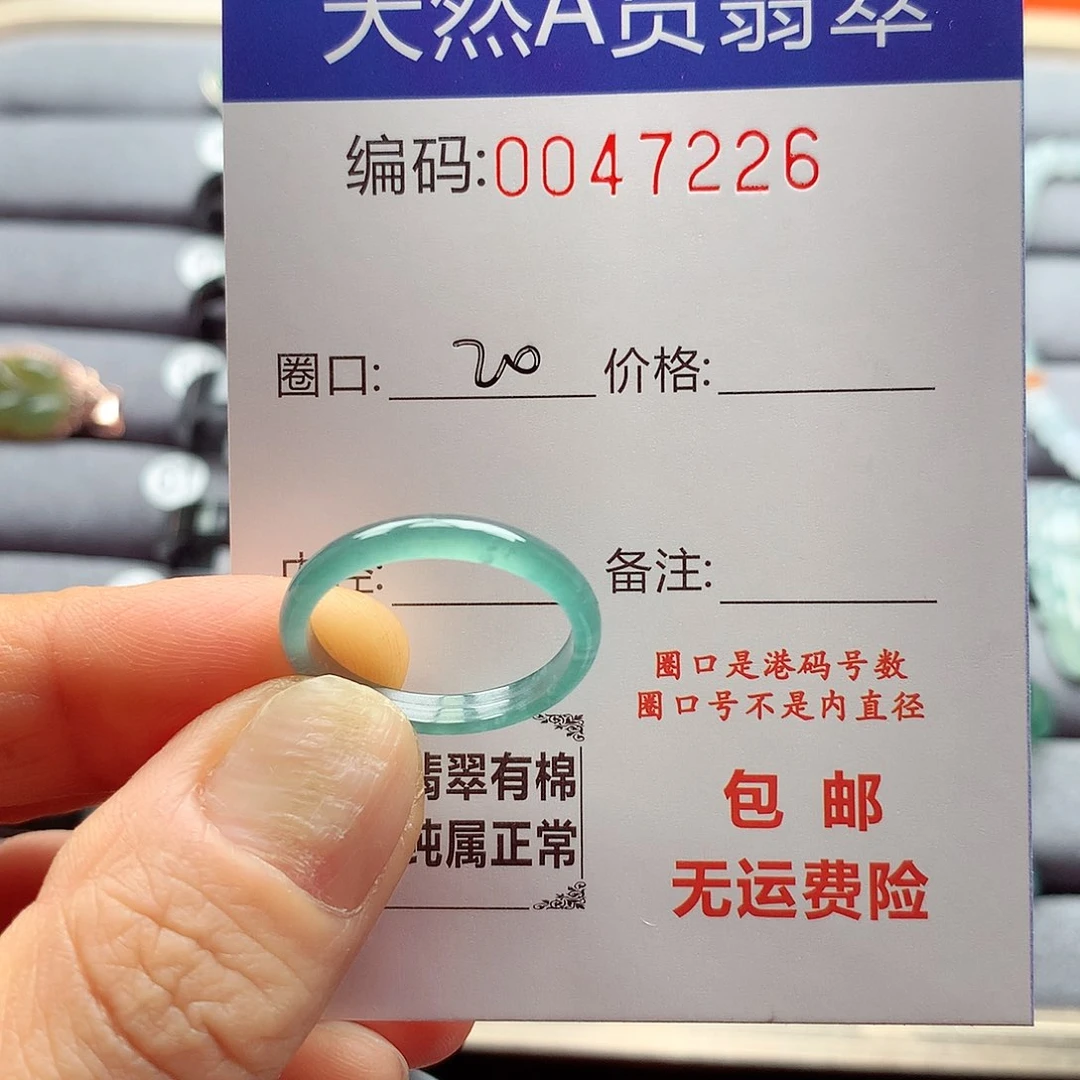 天然A货翡翠
编码:0047226
圈口: 20 价格:
内径: 备注:
圈口是港码号数
圈口号不是内直径
翡翠有棉
纯属正常
包 邮
无运费险